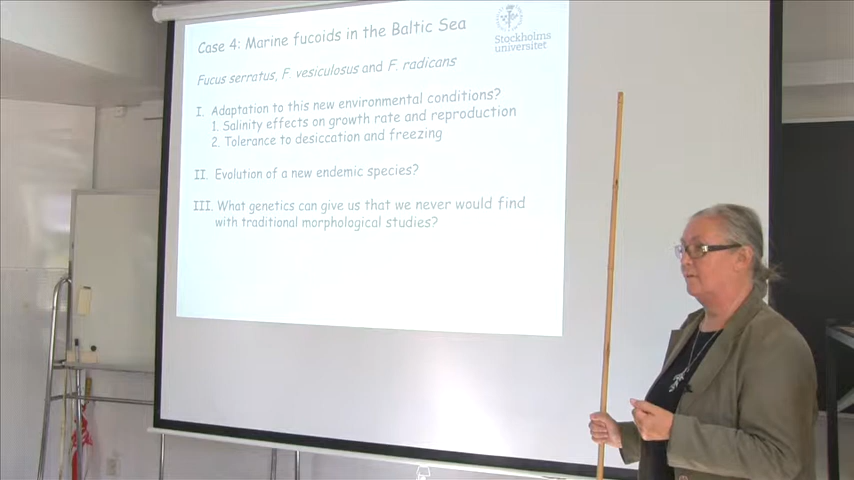 Case 4: Marine fucoids in the Baltic Sea
Stockholms
universitet
Fucus serratus, F. vesiculosus and F. radicans
I. Adaptation to this new environmental conditions?
1. Salinity effects on growth rate and reproduction
2. Tolerance to desiccation and freezing
II. Evolution of a new endemic species?
III. What genetics can give us that we never would find
with traditional morphological studies?